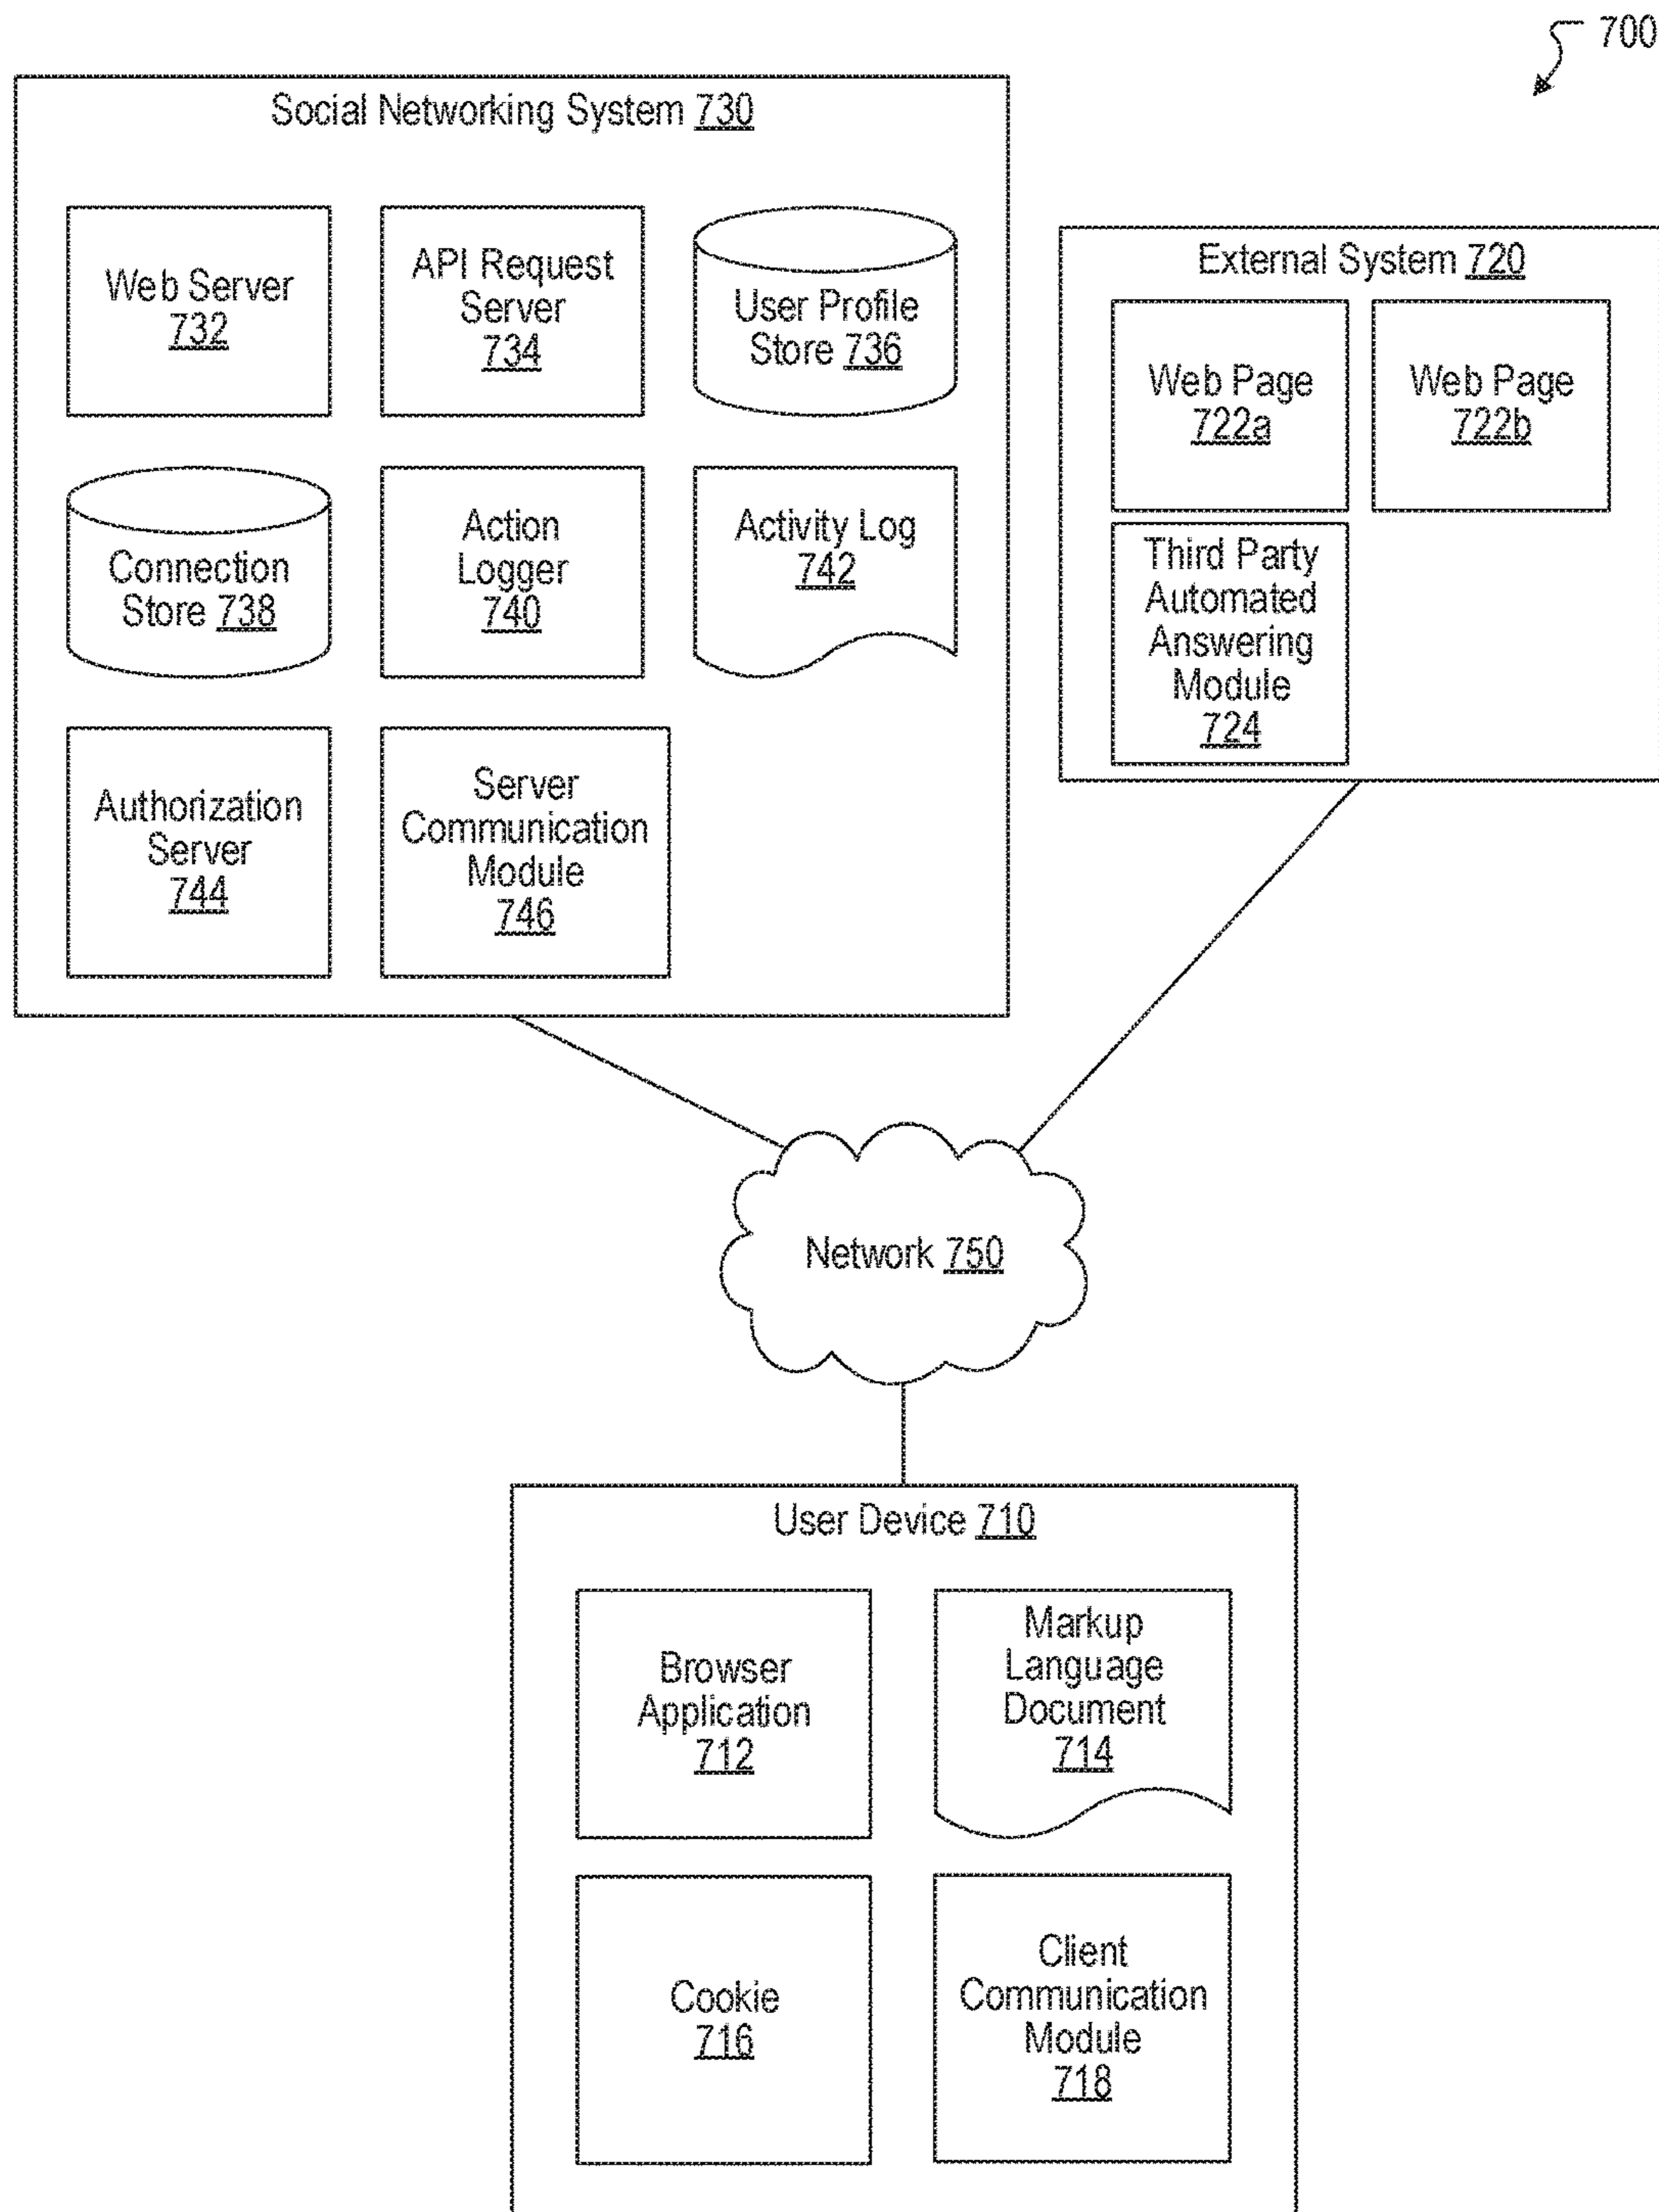 700
Social Networking System 730
Web Server
732
API Request
Server
734
User Profile
Store 736
Connection
Store 738
Action
Logger
740
Activity Log
742
Authorization
Server
744
Server
Communication
Module
746
External System 720
Web Page
722a
Web Page
722b
Third Party
Automated
Answering
Module
724
Network 750
User Device 710
Browser
Application
712
Markup
Language
Document
714
Cookie
716
Client
Communication
Module
718